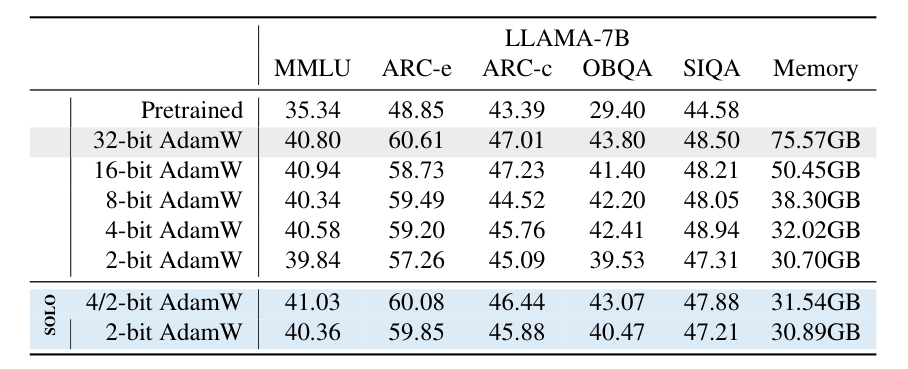 LLAMA-7B
MMLU ARC-e ARC-c OBQA SIQA Memory
Pretrained 35.34 48.85 43.39 29.40 44.58
32-bit AdamW 40.80 60.61 47.01 43.80 48.50 75.57GB
16-bit AdamW 40.94 58.73 47.23 41.40 48.21 50.45GB
8-bit AdamW 40.34 59.49 44.52 42.20 48.05 38.30GB
4-bit AdamW 40.58 59.20 45.76 42.41 48.94 32.02GB
2-bit AdamW 39.84 57.26 45.09 39.53 47.31 30.70GB
SOLO
4/2-bit AdamW 41.03 60.08 46.44 43.07 47.88 31.54GB
2-bit AdamW 40.36 59.85 45.88 40.47 47.21 30.89GB